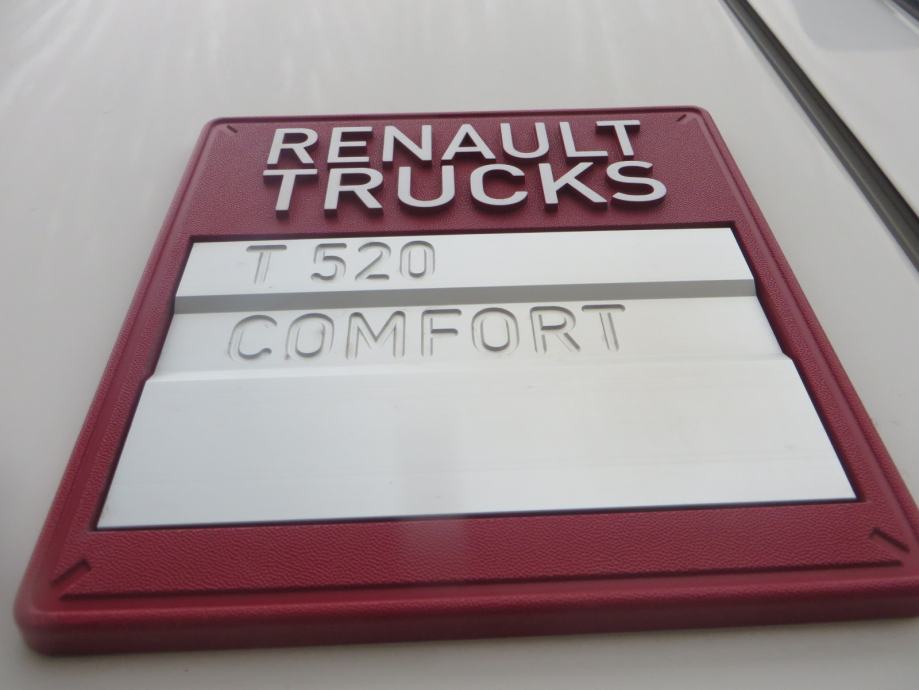 RENAULT
TRUCKS
T 520
COMFORT